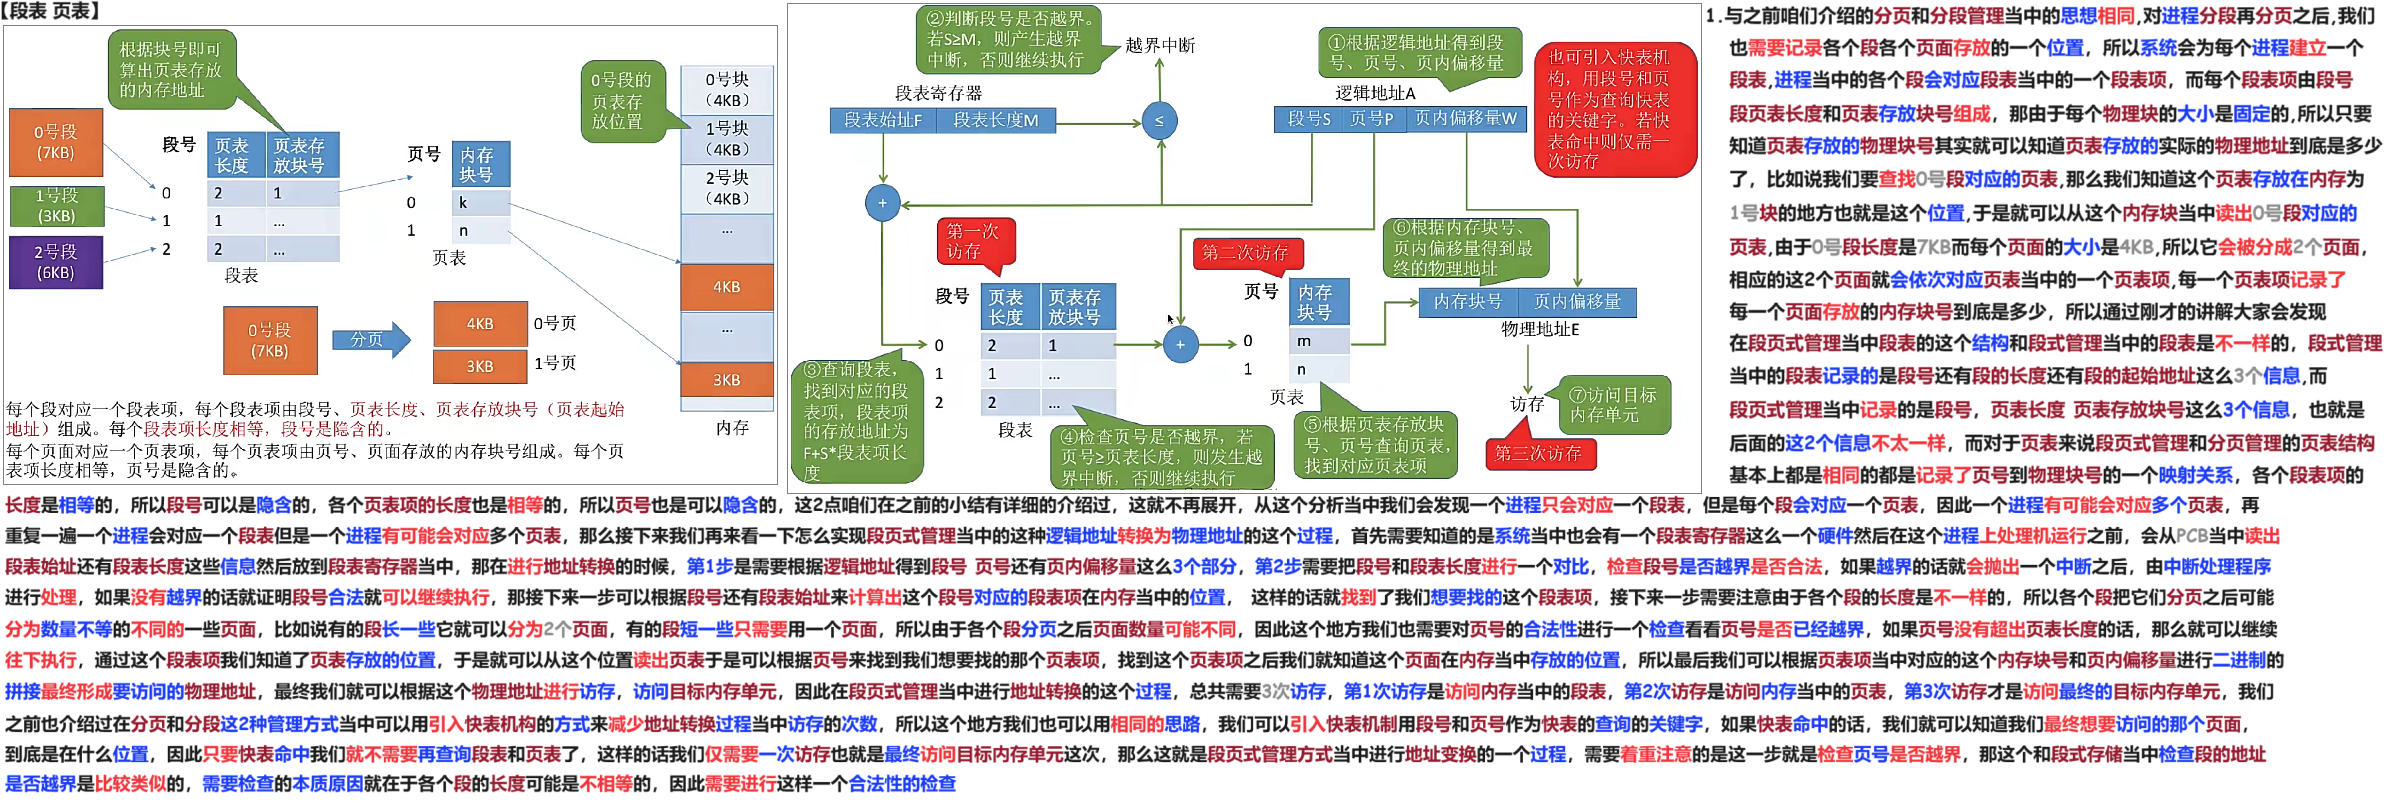 【段表 页表】
根据块号即可
算出页表存放
的内存地址
0号段
(7KB)
1号段
(3KB)
2号段
(6KB)
段号
页表
长度
页表存
放块号
0
2
1
1
1
...
2
2
...
段表
页号
内存
块号
0
k
1
n
页表
0号段的
页表存
放位置
0号块
(4KB)
1号块
(4KB)
2号块
(4KB)
...
4KB
...
3KB
内存
0号段
(7KB)
分页
4KB
0号页
3KB
1号页
每个段对应一个段表项，每个段表项由段号、页表长度、页表存放块号（页表起始
地址）组成。每个段表项长度相等，段号是隐含的。
每个页面对应一个页表项，每个页表项由页号、页面存放的内存块号组成。每个页
表项长度相等，页号是隐含的。
②判断段号是否越界。
若S≥M，则产生越界
中断，否则继续执行
越界中断
①根据逻辑地址得到段
号、页号、页内偏移量
也可引入快表机
构，用段号和页
号作为查询快表
的关键字。若快
表命中则仅需一
次访存
段表寄存器
段表始址F
段表长度M
≤
逻辑地址A
段号S
页号P
页内偏移量W
+
第一次
访存
第二次访存
⑥根据内存块号、
页内偏移量得到最
终的物理地址
段号
页表
长度
页表存
放块号
0
2
1
1
1
...
2
2
...
段表
+
页号
内存
块号
0
m
1
n
页表
内存块号
页内偏移量
物理地址E
访存
⑦访问目标
内存单元
第三次访存
③查询段表，
找到对应的段
表项，段表项
的存放地址为
F+S*段表项长
度
④检查页号是否越界，若
页号≥页表长度，则发生越
界中断，否则继续执行
⑤根据页表存放块
号、页号查询页表，
找到对应页表项
1.与之前咱们介绍的分页和分段管理当中的思想相同,对进程分段再分页之后,我们
也需要记录各个段各个页面存放的一个位置，所以系统会为每个进程建立一个
段表,进程当中的各个段会对应段表当中的一个段表项，而每个段表项由段号
段页表长度和页表存放块号组成，那由于每个物理块的大小是固定的,所以只要
知道页表存放的物理块号其实就可以知道页表存放的实际的物理地址到底是多少
了，比如说我们要查找0号段对应的页表,那么我们知道这个页表存放在内存为
1号块的地方也就是这个位置,于是就可以从这个内存块当中读出0号段对应的
页表,由于0号段长度是7KB而每个页面的大小是4KB,所以它会被分成2个页面，
相应的这2个页面就会依次对应页表当中的一个页表项,每一个页表项记录了
每一个页面存放的内存块号到底是多少，所以通过刚才的讲解大家会发现
在段页式管理当中段表的这个结构和段式管理当中的段表是不一样的，段式管理
当中的段表记录的是段号还有段的长度还有段的起始地址这么3个信息,而
段页式管理当中记录的是段号，页表长度 页表存放块号这么3个信息，也就是
后面的这2个信息不太一样，而对于页表来说段页式管理和分页管理的页表结构
基本上都是相同的都是记录了页号到物理块号的一个映射关系，各个段表项的
长度是相等的，所以段号可以是隐含的，各个页表项的长度也是相等的，所以页号也是可以隐含的，这2点咱们在之前的小结有详细的介绍过，这就不再展开，从这个分析当中我们会发现一个进程只会对应一个段表，但是每个段会对应一个页表，因此一个进程有可能会对应多个页表，再
重复一遍一个进程会对应一个段表但是一个进程有可能会对应多个页表，那么接下来我们再来看一下怎么实现段页式管理当中的这种逻辑地址转换为物理地址的这个过程，首先需要知道的是系统当中也会有一个段表寄存器这么一个硬件然后在这个进程上处理机运行之前，会从PCB当中读出
段表始址还有段表长度这些信息然后放到段表寄存器当中，那在进行地址转换的时候，第1步是需要根据逻辑地址得到段号 页号还有页内偏移量这么3个部分，第2步需要把段号和段表长度进行一个对比，检查段号是否越界是否合法，如果越界的话就会抛出一个中断之后，由中断处理程序
进行处理，如果没有越界的话就证明段号合法就可以继续执行，那接下来一步可以根据段号还有段表始址来计算出这个段号对应的段表项在内存当中的位置， 这样的话就找到了我们想要找的这个段表项，接下来一步需要注意由于各个段的长度是不一样的，所以各个段把它们分页之后可能
分为数量不等的不同的一些页面，比如说有的段长一些它就可以分为2个页面，有的段短一些只需要用一个页面，所以由于各个段分页之后页面数量可能不同，因此这个地方我们也需要对页号的合法性进行一个检查看看页号是否已经越界，如果页号没有超出页表长度的话，那么就可以继续
往下执行，通过这个段表项我们知道了页表存放的位置，于是就可以从这个位置读出页表于是可以根据页号来找到我们想要找的那个页表项，找到这个页表项之后我们就知道这个页面在内存当中存放的位置，所以最后我们可以根据页表项当中对应的这个内存块号和页内偏移量进行二进制的
拼接最终形成要访问的物理地址，最终我们就可以根据这个物理地址进行访存，访问目标内存单元，因此在段页式管理当中进行地址转换的这个过程，总共需要3次访存，第1次访存是访问内存当中的段表，第2次访存是访问内存当中的页表，第3次访存才是访问最终的目标内存单元，我们
之前也介绍过在分页和分段这2种管理方式当中可以用引入快表机构的方式来减少地址转换过程当中访存的次数，所以这个地方我们也可以用相同的思路，我们可以引入快表机制用段号和页号作为快表的查询的关键字，如果快表命中的话，我们就可以知道我们最终想要访问的那个页面，
到底是在什么位置，因此只要快表命中我们就不需要再查询段表和页表了，这样的话我们仅需要一次访存也就是最终访问目标内存单元这次，那么这就是段页式管理方式当中进行地址变换的一个过程，需要着重注意的是这一步就是检查页号是否越界，那这个和段式存储当中检查段的地址
是否越界是比较类似的，需要检查的本质原因就在于各个段的长度可能是不相等的，因此需要进行这样一个合法性的检查